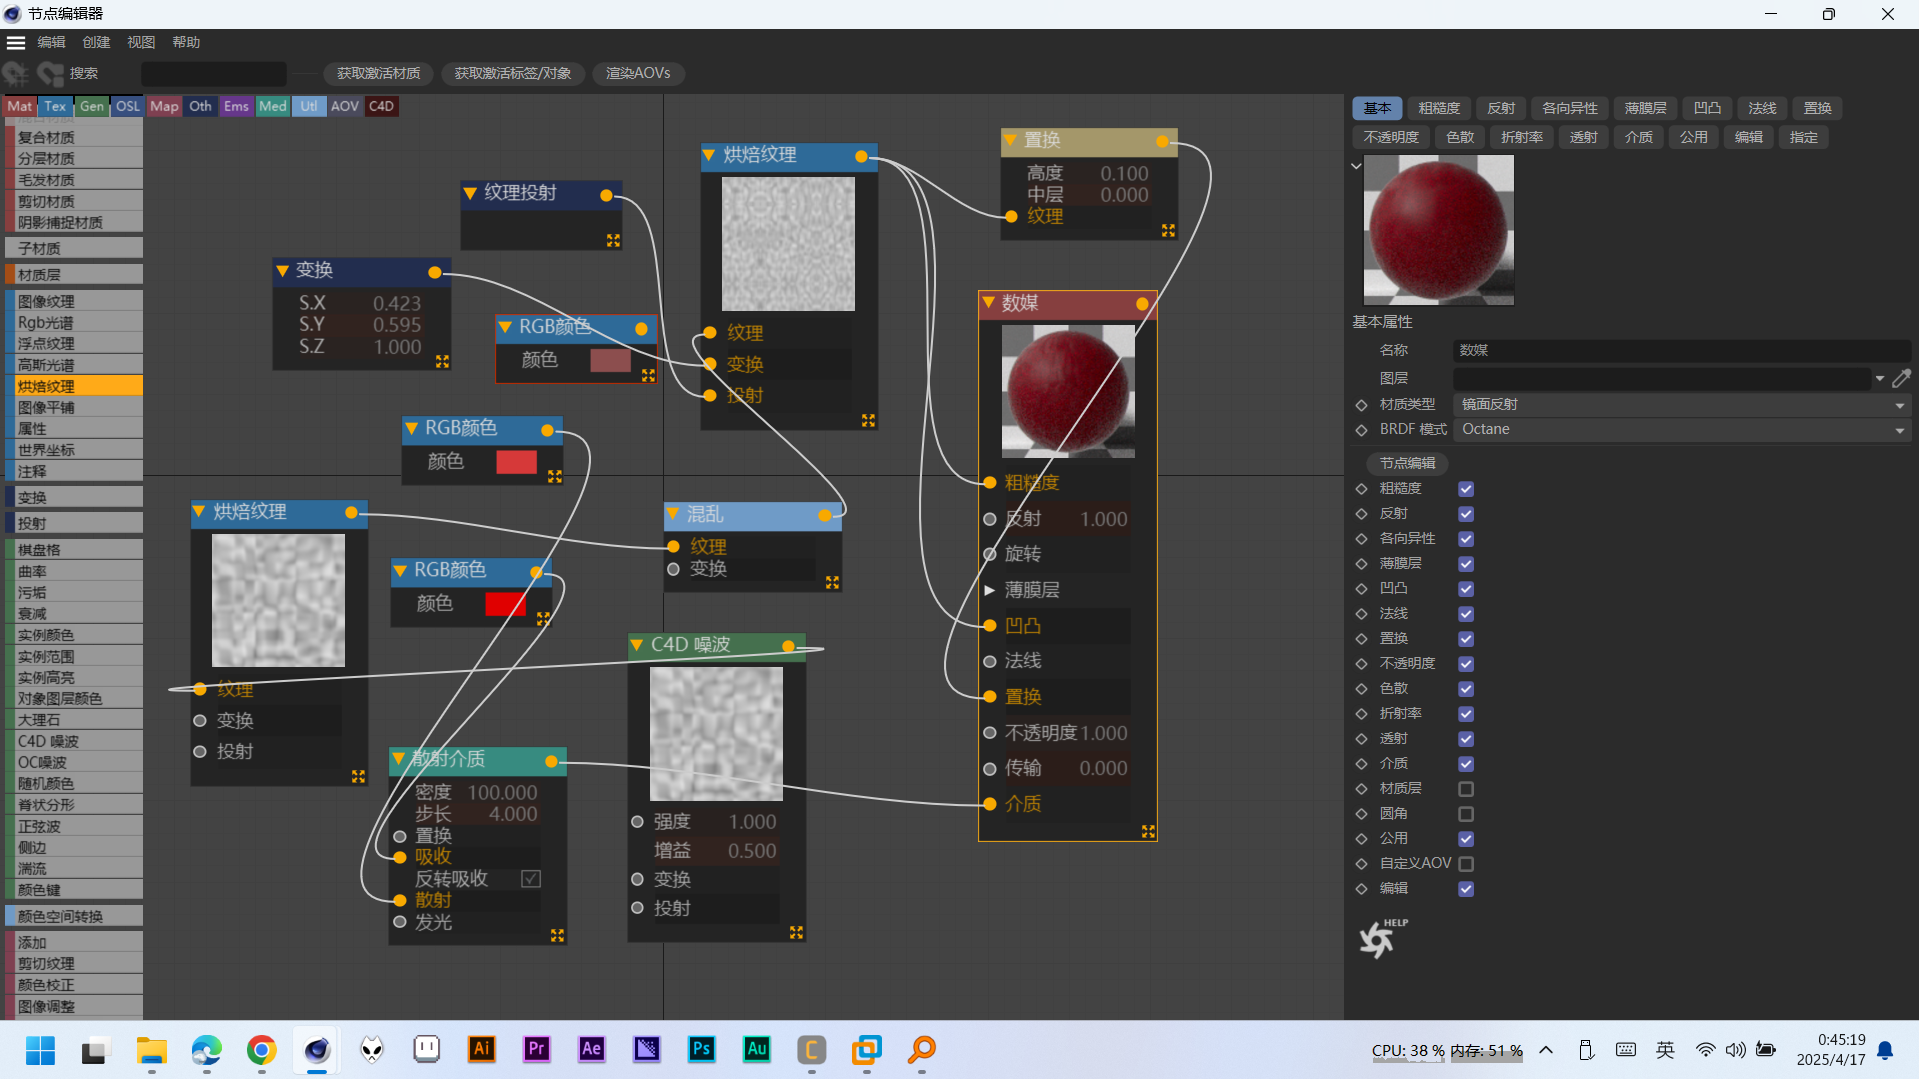 节点编辑器
编辑 创建 视图 帮助
搜索 获取激活材质 获取激活标签/对象 渲染AOVs
Mat Tex Gen OSL Map Oth Ems Med Utl AOV C4D
混合材质
复合材质
分层材质
毛发材质
剪切材质
阴影捕捉材质
子材质
材质层
图像纹理
Rgb光谱
浮点纹理
高斯光谱
烘焙纹理
图像平铺
属性
世界坐标
注释
变换
投射
棋盘格
曲率
污垢
衰减
实例颜色
实例范围
实例高亮
对象图层颜色
大理石
C4D 噪波
OC噪波
随机颜色
脊状分形
正弦波
侧边
湍流
颜色键
颜色空间转换
添加
剪切纹理
颜色校正
图像调整
纹理投射
变换
S.X 0.423
S.Y 0.595
S.Z 1.000
RGB颜色
颜色
RGB颜色
颜色
RGB颜色
颜色
烘焙纹理
纹理
变换
投射
烘焙纹理
纹理
变换
投射
混乱
纹理
变换
C4D 噪波
强度 1.000
增益 0.500
变换
投射
散射介质
密度 100.000
步长 4.000
置换
吸收
反转吸收
散射
发光
置换
高度 0.100
中层 0.000
纹理
数媒
粗糙度
反射 1.000
旋转
薄膜层
凹凸
法线
置换
不透明度 1.000
传输 0.000
介质
基本 粗糙度 反射 各向异性 薄膜层 凹凸 法线 置换
不透明度 色散 折射率 透射 介质 公用 编辑 指定
基本属性
名称 数媒
图层
材质类型 镜面反射
BRDF 模式 Octane
节点编辑
粗糙度
反射
各向异性
薄膜层
凹凸
法线
置换
不透明度
色散
折射率
透射
介质
材质层
圆角
公用
自定义AOV
编辑
HELP
Ai Pr Ae Ps Au C
CPU: 38 % 内存: 51 %
英
0:45:19
2025/4/17